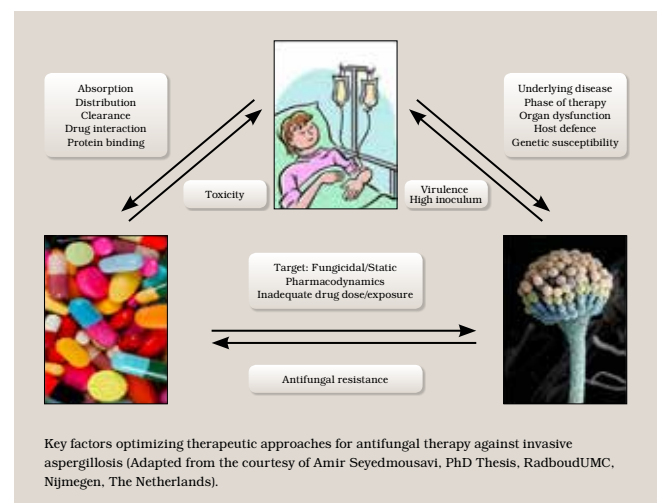 Absorption
Distribution
Clearance
Drug interaction
Protein binding
Underlying disease
Phase of therapy
Organ dysfunction
Host defence
Genetic susceptibility
Toxicity
Virulence
High inoculum
Target: Fungicidal/Static
Pharmacodynamics
Inadequate drug dose/exposure
Antifungal resistance
Key factors optimizing therapeutic approaches for antifungal therapy against invasive
aspergillosis (Adapted from the courtesy of Amir Seyedmousavi, PhD Thesis, RadboudUMC,
Nijmegen, The Netherlands).